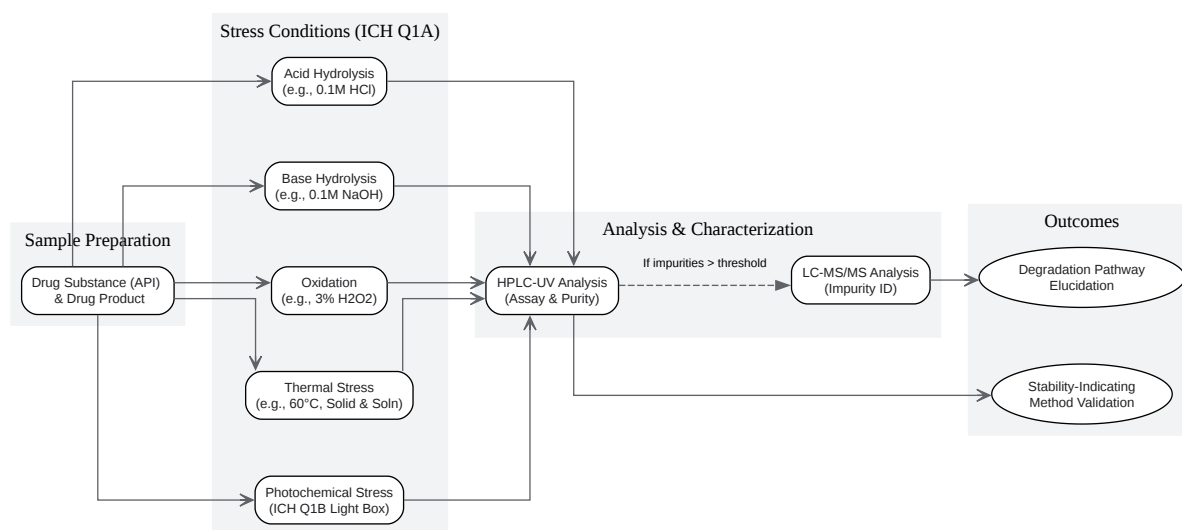 Stress Conditions (ICH Q1A)
Acid Hydrolysis
(e.g., 0.1M HCl)
Base Hydrolysis
(e.g., 0.1M NaOH)
Sample Preparation
Drug Substance (API)
& Drug Product
Oxidation
(e.g., 3% H2O2)
Thermal Stress
(e.g., 60°C, Solid & Soln)
Photochemical Stress
(ICH Q1B Light Box)
Analysis & Characterization
HPLC-UV Analysis
(Assay & Purity)
If impurities > threshold
LC-MS/MS Analysis
(Impurity ID)
Outcomes
Degradation Pathway
Elucidation
Stability-Indicating
Method Validation